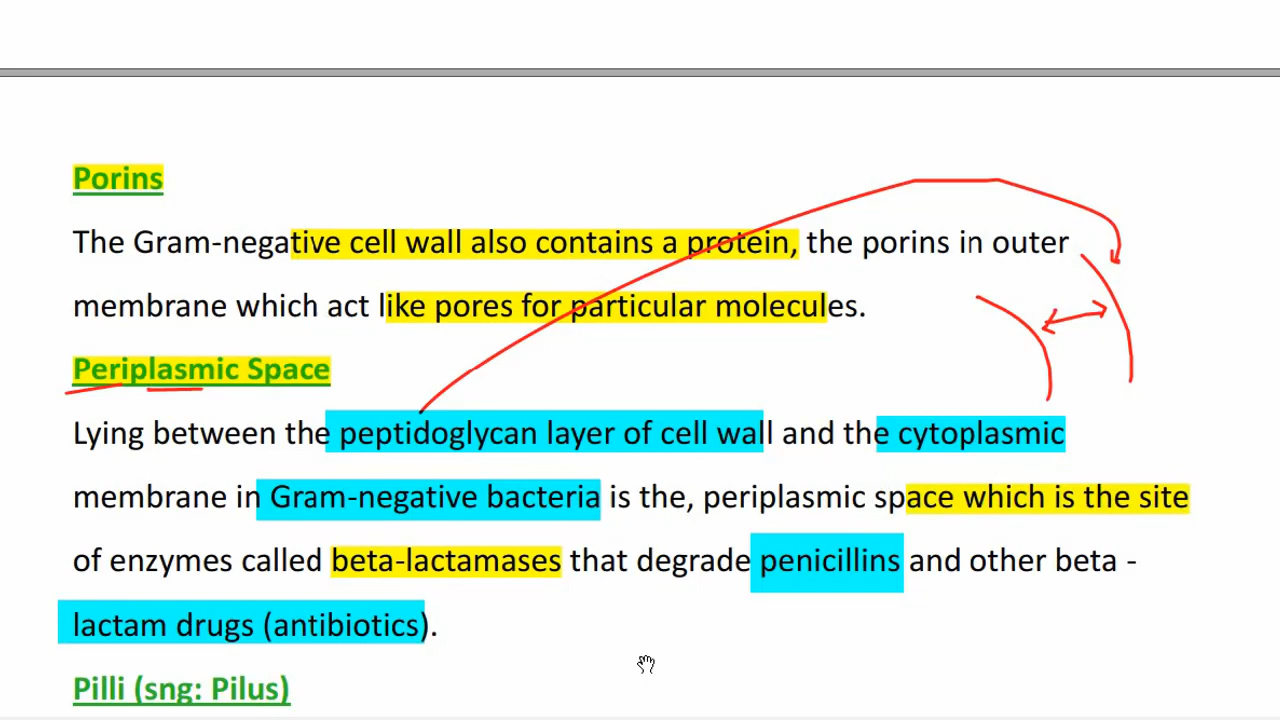 Porins
The Gram-negative cell wall also contains a protein, the porins in outer
membrane which act like pores for particular molecules.
Periplasmic Space
Lying between the peptidoglycan layer of cell wall and the cytoplasmic
membrane in Gram-negative bacteria is the, periplasmic space which is the site
of enzymes called beta-lactamases that degrade penicillins and other beta -
lactam drugs (antibiotics).
Pilli (sng: Pilus)